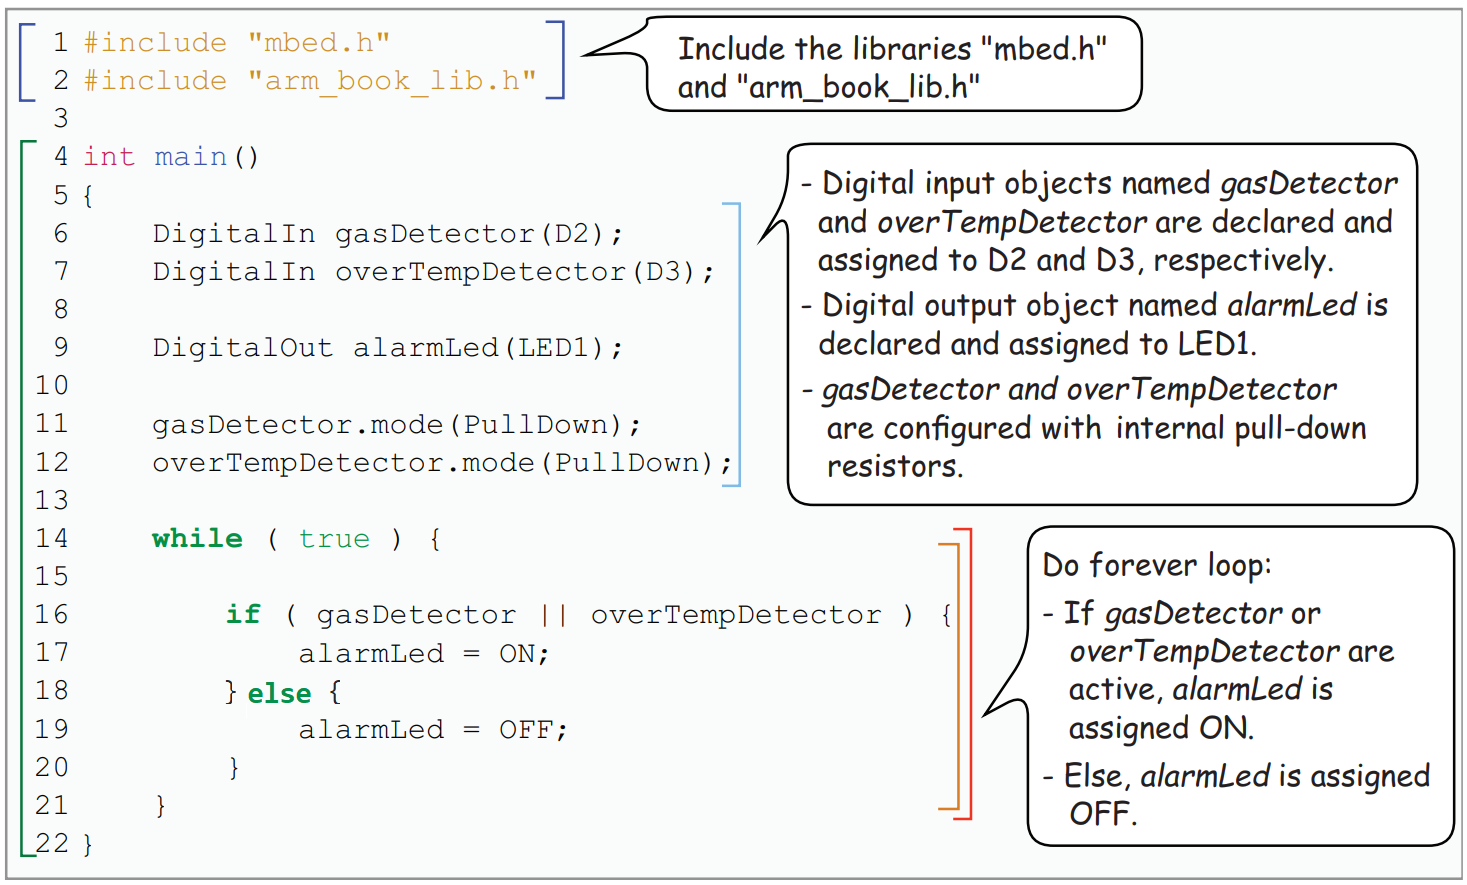 1 #include "mbed.h"
2 #include "arm_book_lib.h"
3
4 int main()
5 {
6     DigitalIn gasDetector(D2);
7     DigitalIn overTempDetector(D3);
8
9     DigitalOut alarmLed(LED1);
10
11     gasDetector.mode(PullDown);
12     overTempDetector.mode(PullDown);
13
14     while ( true ) {
15
16         if ( gasDetector || overTempDetector ) {
17             alarmLed = ON;
18         } else {
19             alarmLed = OFF;
20         }
21     }
22 }
Include the libraries "mbed.h"
and "arm_book_lib.h"
- Digital input objects named gasDetector
and overTempDetector are declared and
assigned to D2 and D3, respectively.
- Digital output object named alarmLed is
declared and assigned to LED1.
- gasDetector and overTempDetector
are configured with internal pull-down
resistors.
Do forever loop:
- If gasDetector or
overTempDetector are
active, alarmLed is
assigned ON.
- Else, alarmLed is assigned
OFF.